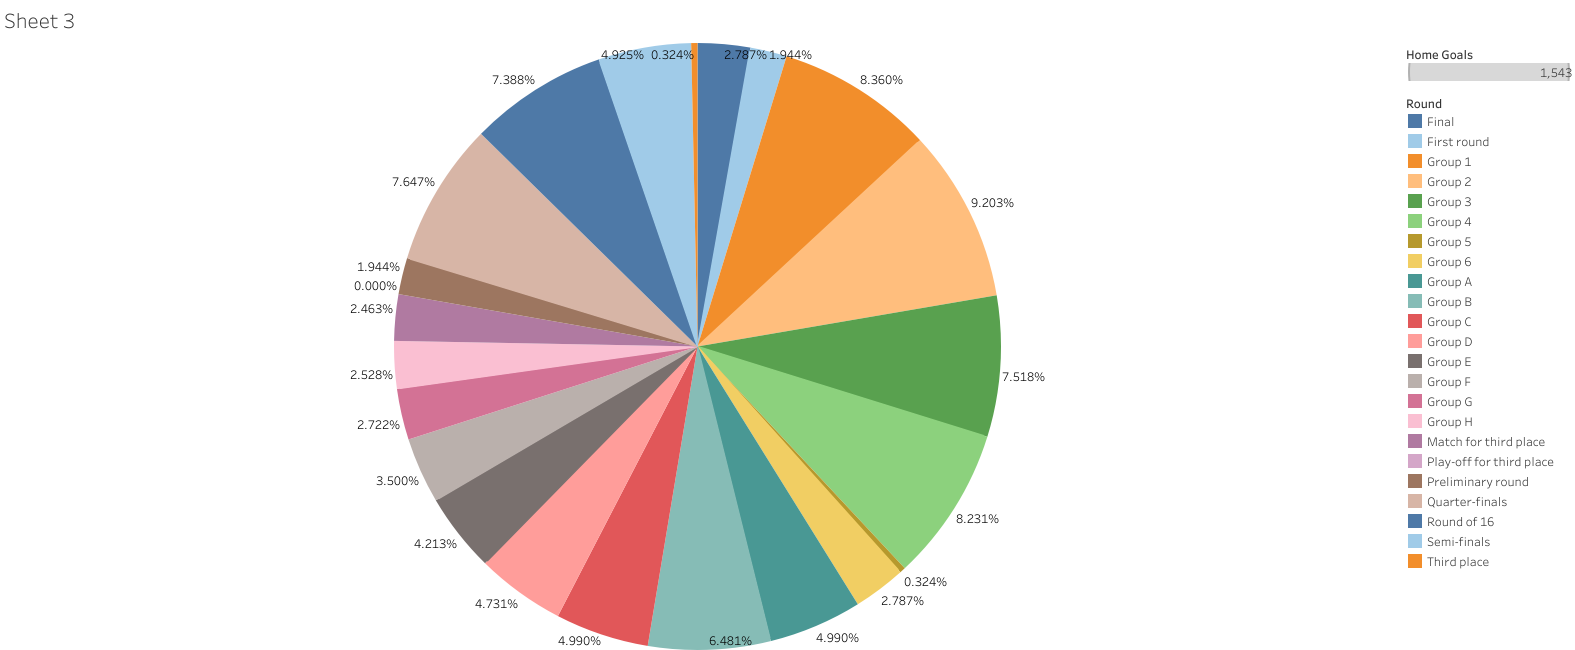 Sheet 3
4.925% 0.324% 2.787% 1.944%
7.388% 8.360%
7.647% 9.203%
1.944%
0.000%
2.463%
2.528% 7.518%
2.722%
3.500%
8.231%
4.213%
0.324%
4.731% 2.787%
4.990% 6.481% 4.990%
Home Goals
1,543
Round
Final
First round
Group 1
Group 2
Group 3
Group 4
Group 5
Group 6
Group A
Group B
Group C
Group D
Group E
Group F
Group G
Group H
Match for third place
Play-off for third place
Preliminary round
Quarter-finals
Round of 16
Semi-finals
Third place